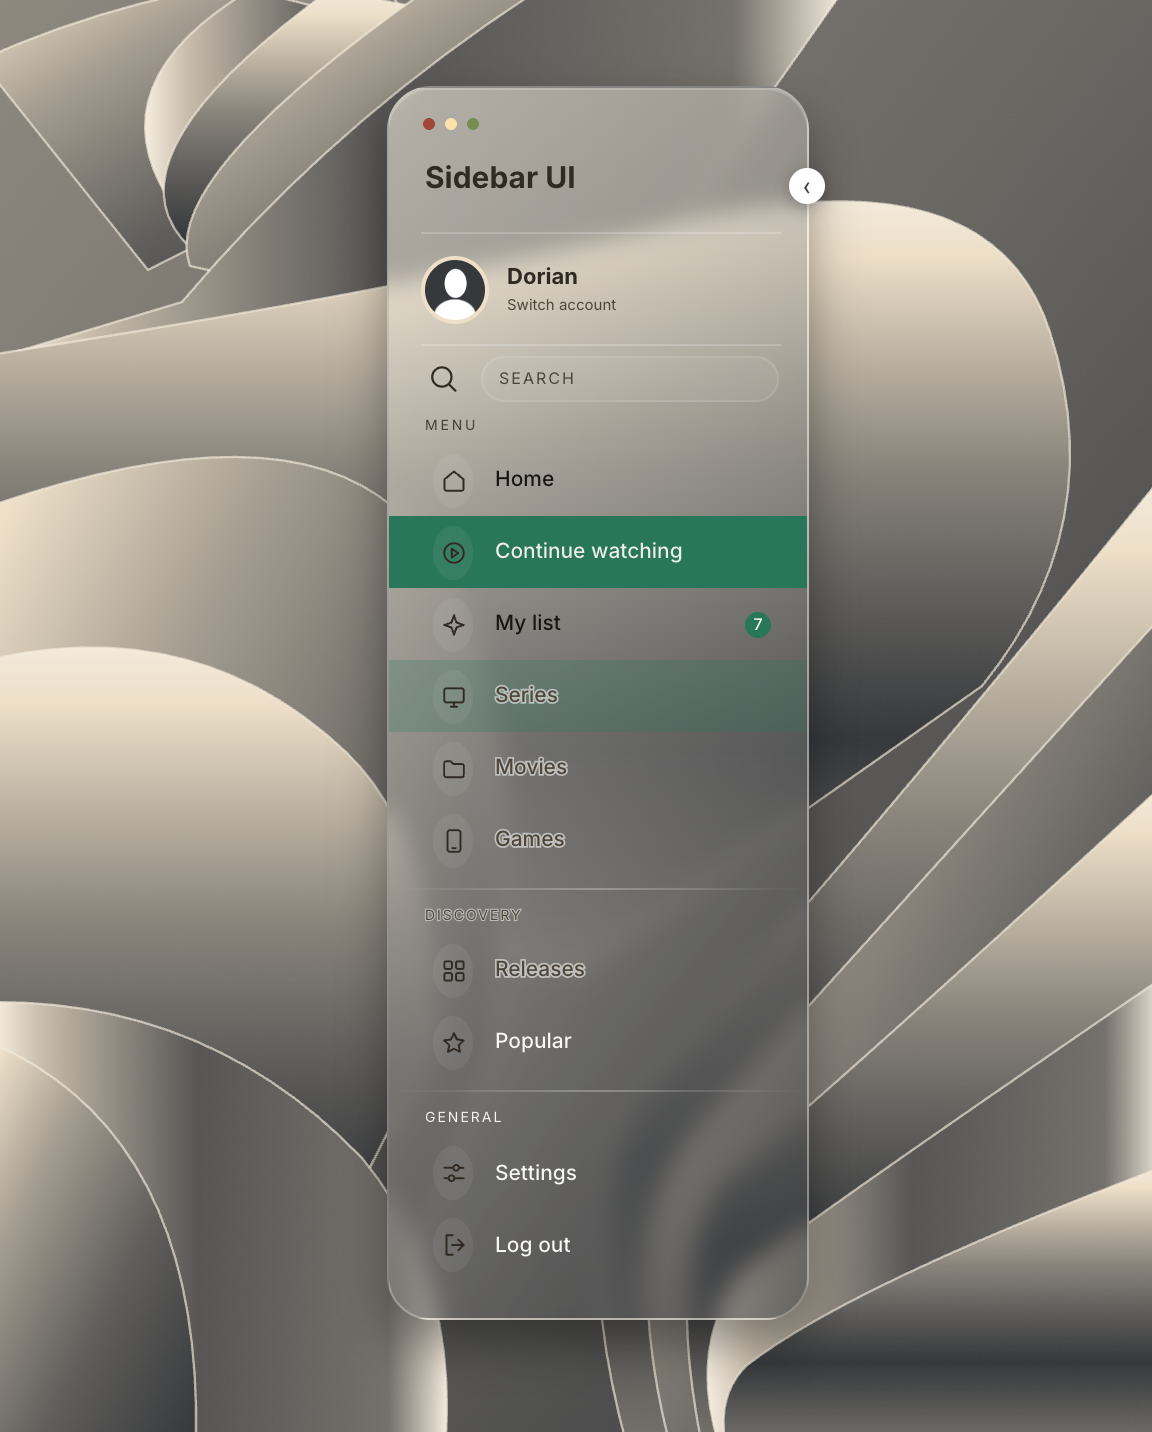 Sidebar UI
Dorian
Switch account
SEARCH
MENU
Home
Continue watching
My list 7
Series
Movies
Games
DISCOVERY
Releases
Popular
GENERAL
Settings
Log out